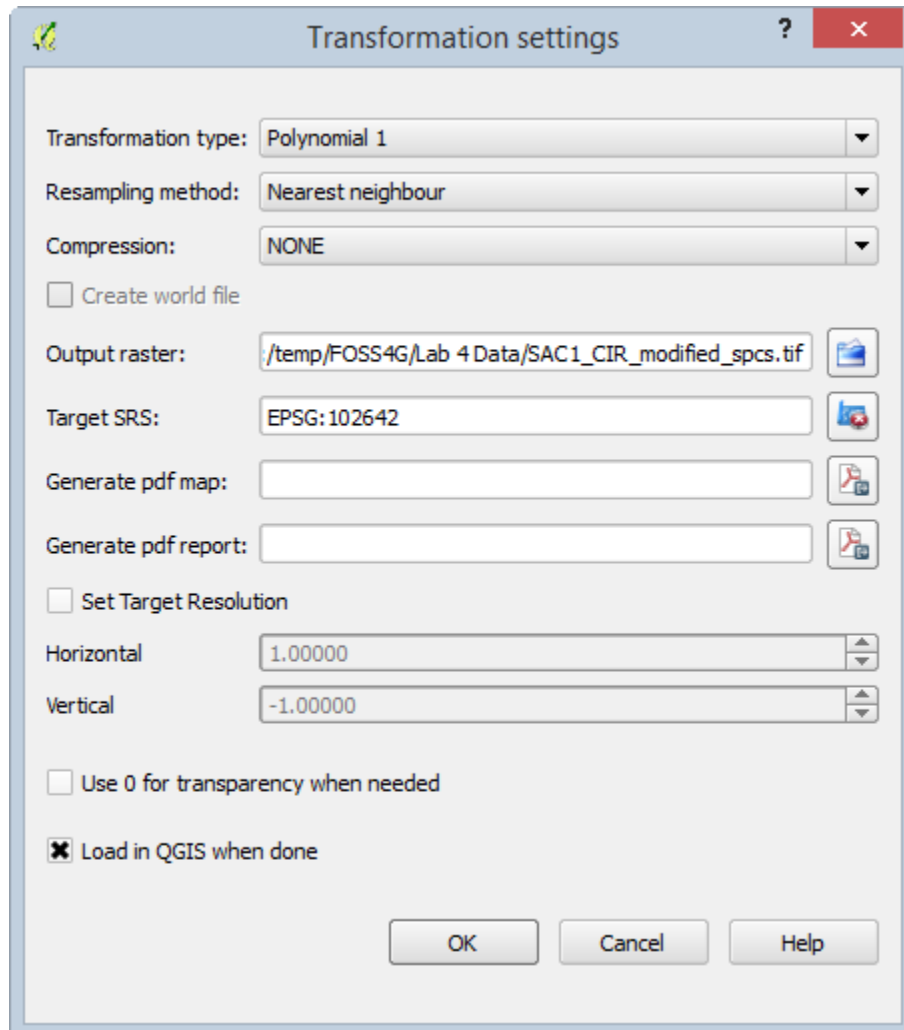 Transformation settings
?
Transformation type: Polynomial 1
Resampling method: Nearest neighbour
Compression: NONE
Create world file
Output raster: :/temp/FOSS4G/Lab 4 Data/SAC1_CIR_modified_spcs.tif
Target SRS: EPSG:102642
Generate pdf map:
Generate pdf report:
Set Target Resolution
Horizontal 1.00000
Vertical -1.00000
Use 0 for transparency when needed
Load in QGIS when done
OK Cancel Help